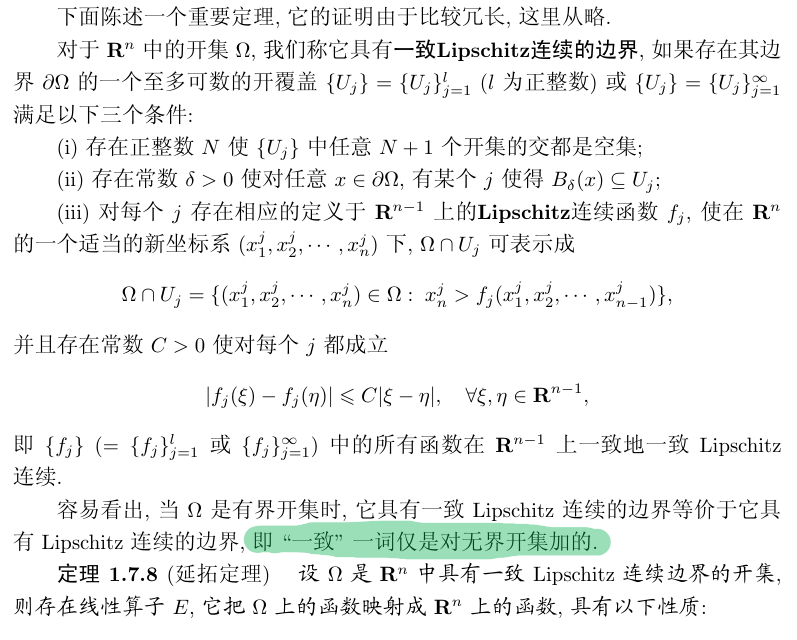 下面陈述一个重要定理, 它的证明由于比较冗长, 这里从略.
对于 $\mathbf{R}^n$ 中的开集 $\Omega$, 我们称它具有一致Lipschitz连续的边界, 如果存在其边
界 $\partial\Omega$ 的一个至多可数的开覆盖 $\{U_j\} = \{U_j\}_{j=1}^{l}$ ($l$ 为正整数) 或 $\{U_j\} = \{U_j\}_{j=1}^{\infty}$
满足以下三个条件:
(i) 存在正整数 $N$ 使 $\{U_j\}$ 中任意 $N+1$ 个开集的交都是空集;
(ii) 存在常数 $\delta > 0$ 使对任意 $x \in \partial\Omega$, 有某个 $j$ 使得 $B_\delta(x) \subseteq U_j$;
(iii) 对每个 $j$ 存在相应的定义于 $\mathbf{R}^{n-1}$ 上的Lipschitz连续函数 $f_j$, 使在 $\mathbf{R}^n$
的一个适当的新坐标系 $(x_1^j, x_2^j, \cdots, x_n^j)$ 下, $\Omega \cap U_j$ 可表示成
$\Omega \cap U_j = \{(x_1^j, x_2^j, \cdots, x_n^j) \in \Omega : x_n^j > f_j(x_1^j, x_2^j, \cdots, x_{n-1}^j)\},$
并且存在常数 $C > 0$ 使对每个 $j$ 都成立
$|f_j(\xi) - f_j(\eta)| \leqslant C|\xi - \eta|, \quad \forall \xi, \eta \in \mathbf{R}^{n-1},$
即 $\{f_j\}$ $(= \{f_j\}_{j=1}^{l}$ 或 $\{f_j\}_{j=1}^{\infty})$ 中的所有函数在 $\mathbf{R}^{n-1}$ 上一致地一致 Lipschitz
连续.
容易看出, 当 $\Omega$ 是有界开集时, 它具有一致 Lipschitz 连续的边界等价于它具
有 Lipschitz 连续的边界, 即 “一致” 一词仅是对无界开集加的.
定理 1.7.8 (延拓定理) 设 $\Omega$ 是 $\mathbf{R}^n$ 中具有一致 Lipschitz 连续边界的开集,
则存在线性算子 $E$, 它把 $\Omega$ 上的函数映射成 $\mathbf{R}^n$ 上的函数, 具有以下性质: